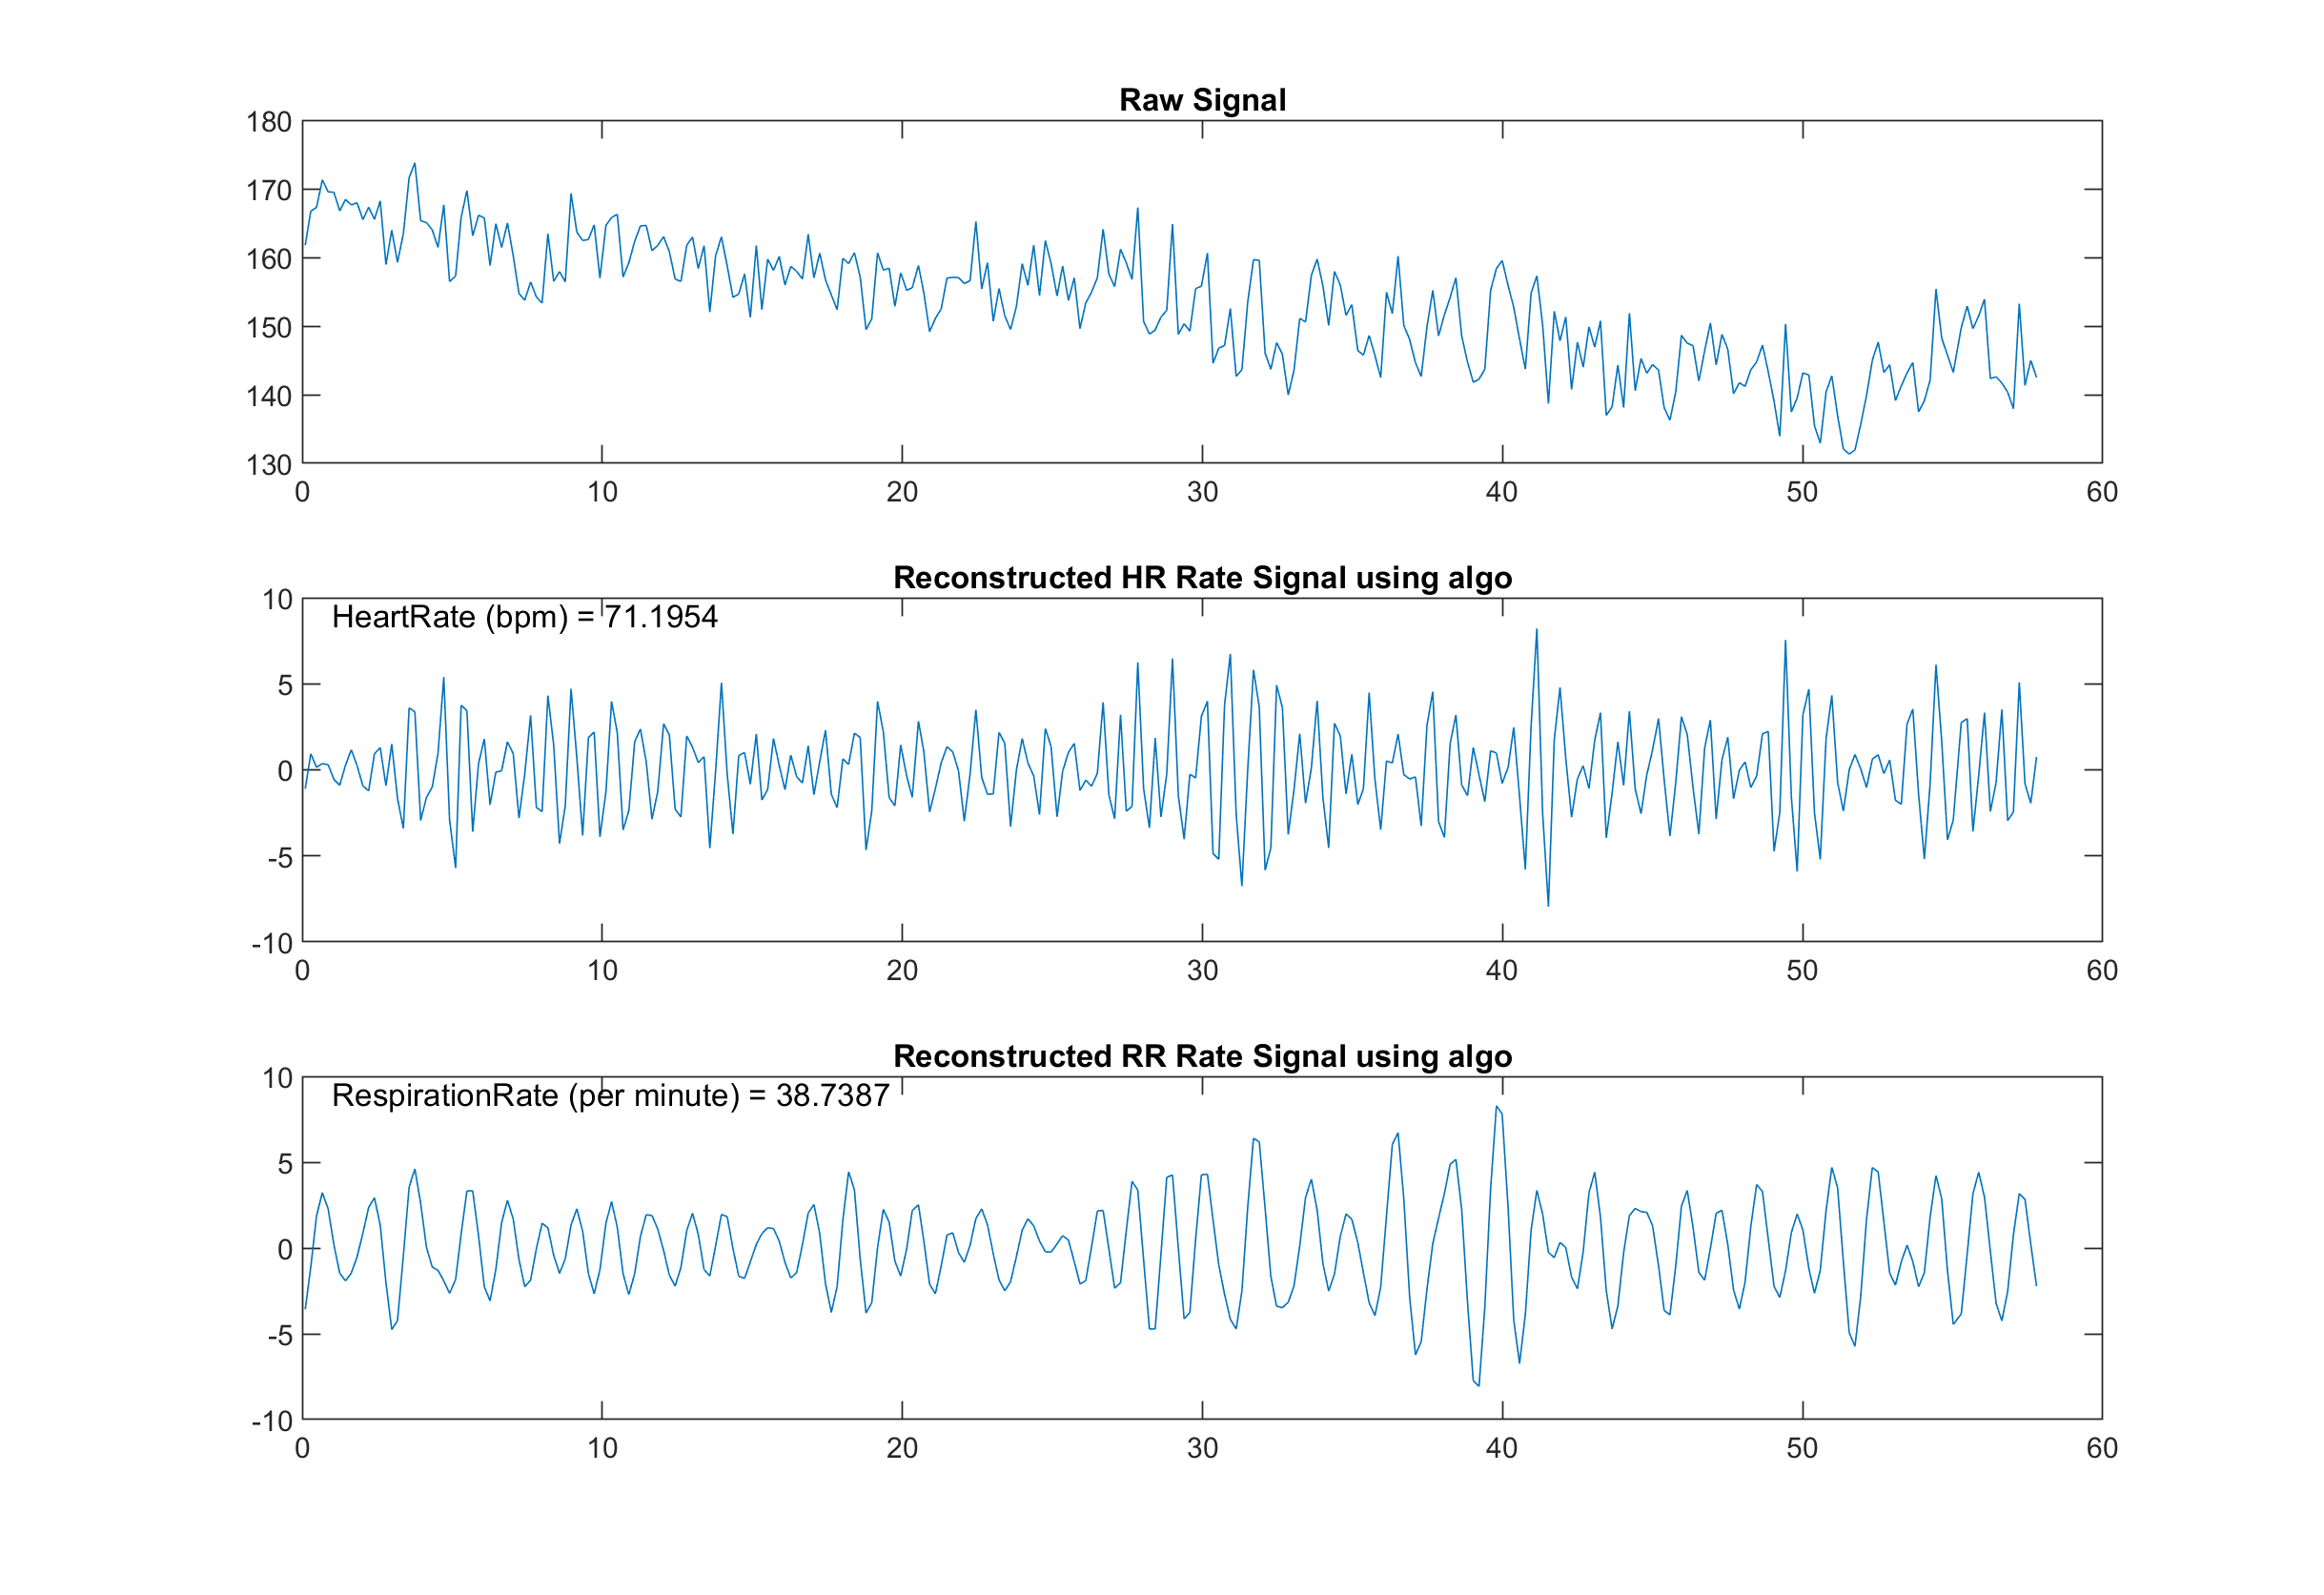 Raw Signal
180
170
160
150
140
130
0 10 20 30 40 50 60
Reconstructed HR Rate Signal using algo
HeartRate (bpm) = 71.1954
10
5
0
-5
-10
0 10 20 30 40 50 60
Reconstructed RR Rate Signal using algo
RespirationRate (per minute) = 38.7387
10
5
0
-5
-10
0 10 20 30 40 50 60